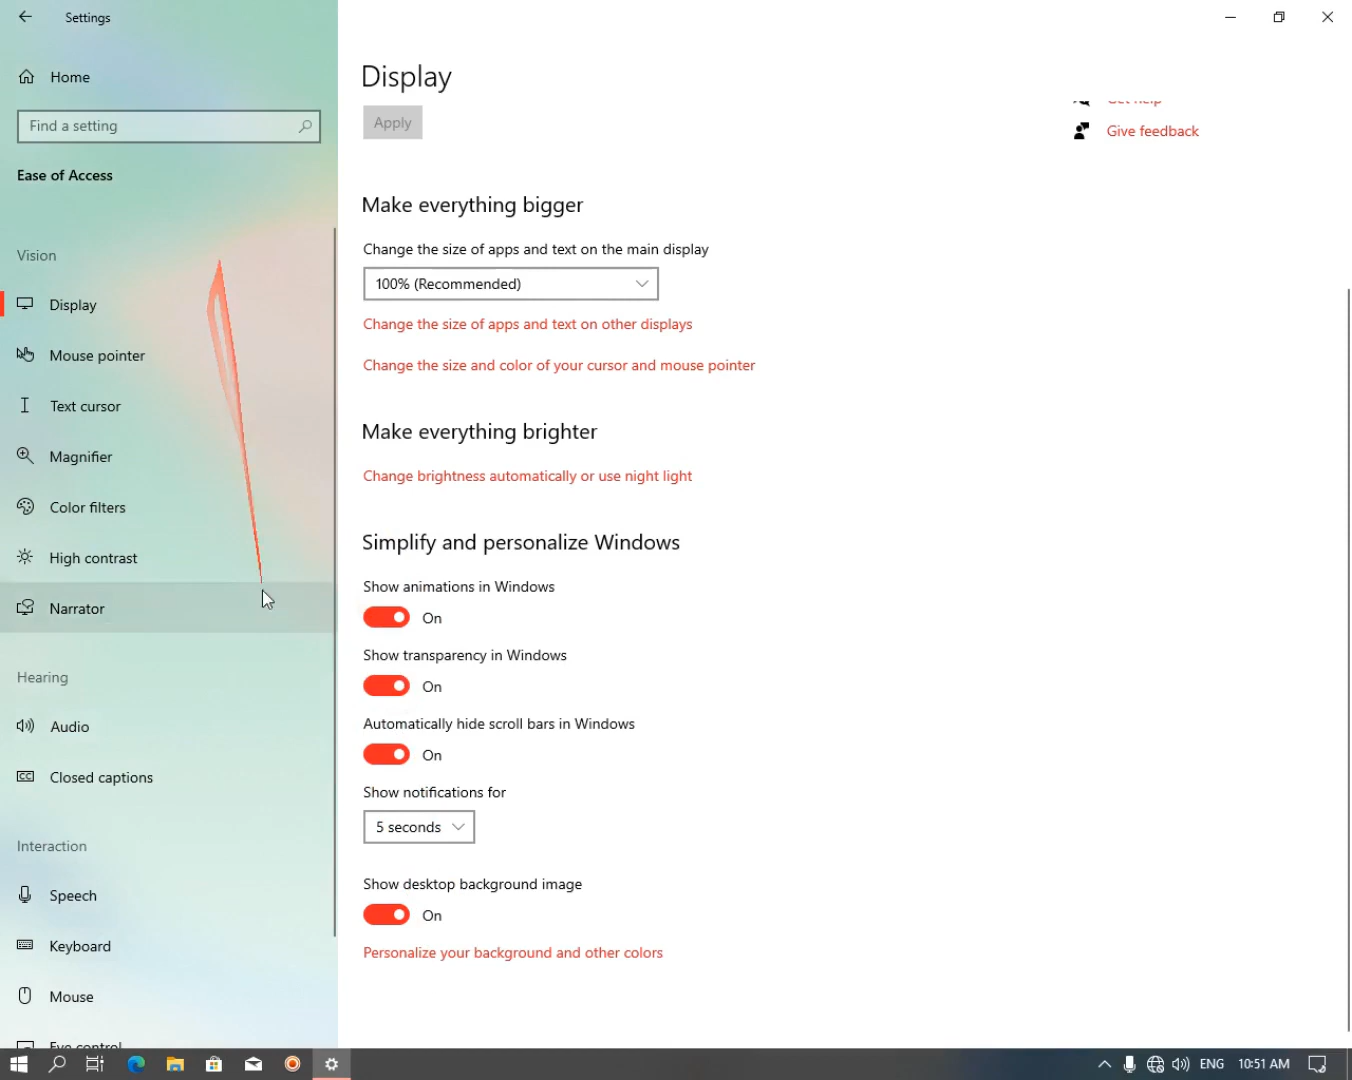 Settings
Home
Find a setting
Ease of Access
Vision
Display
Mouse pointer
Text cursor
Magnifier
Color filters
High contrast
Narrator
Hearing
Audio
Closed captions
Interaction
Speech
Keyboard
Mouse
Eye control
Display
Apply
Get help
Give feedback
Make everything bigger
Change the size of apps and text on the main display
100% (Recommended)
Change the size of apps and text on other displays
Change the size and color of your cursor and mouse pointer
Make everything brighter
Change brightness automatically or use night light
Simplify and personalize Windows
Show animations in Windows
On
Show transparency in Windows
On
Automatically hide scroll bars in Windows
On
Show notifications for
5 seconds
Show desktop background image
On
Personalize your background and other colors
ENG
10:51 AM